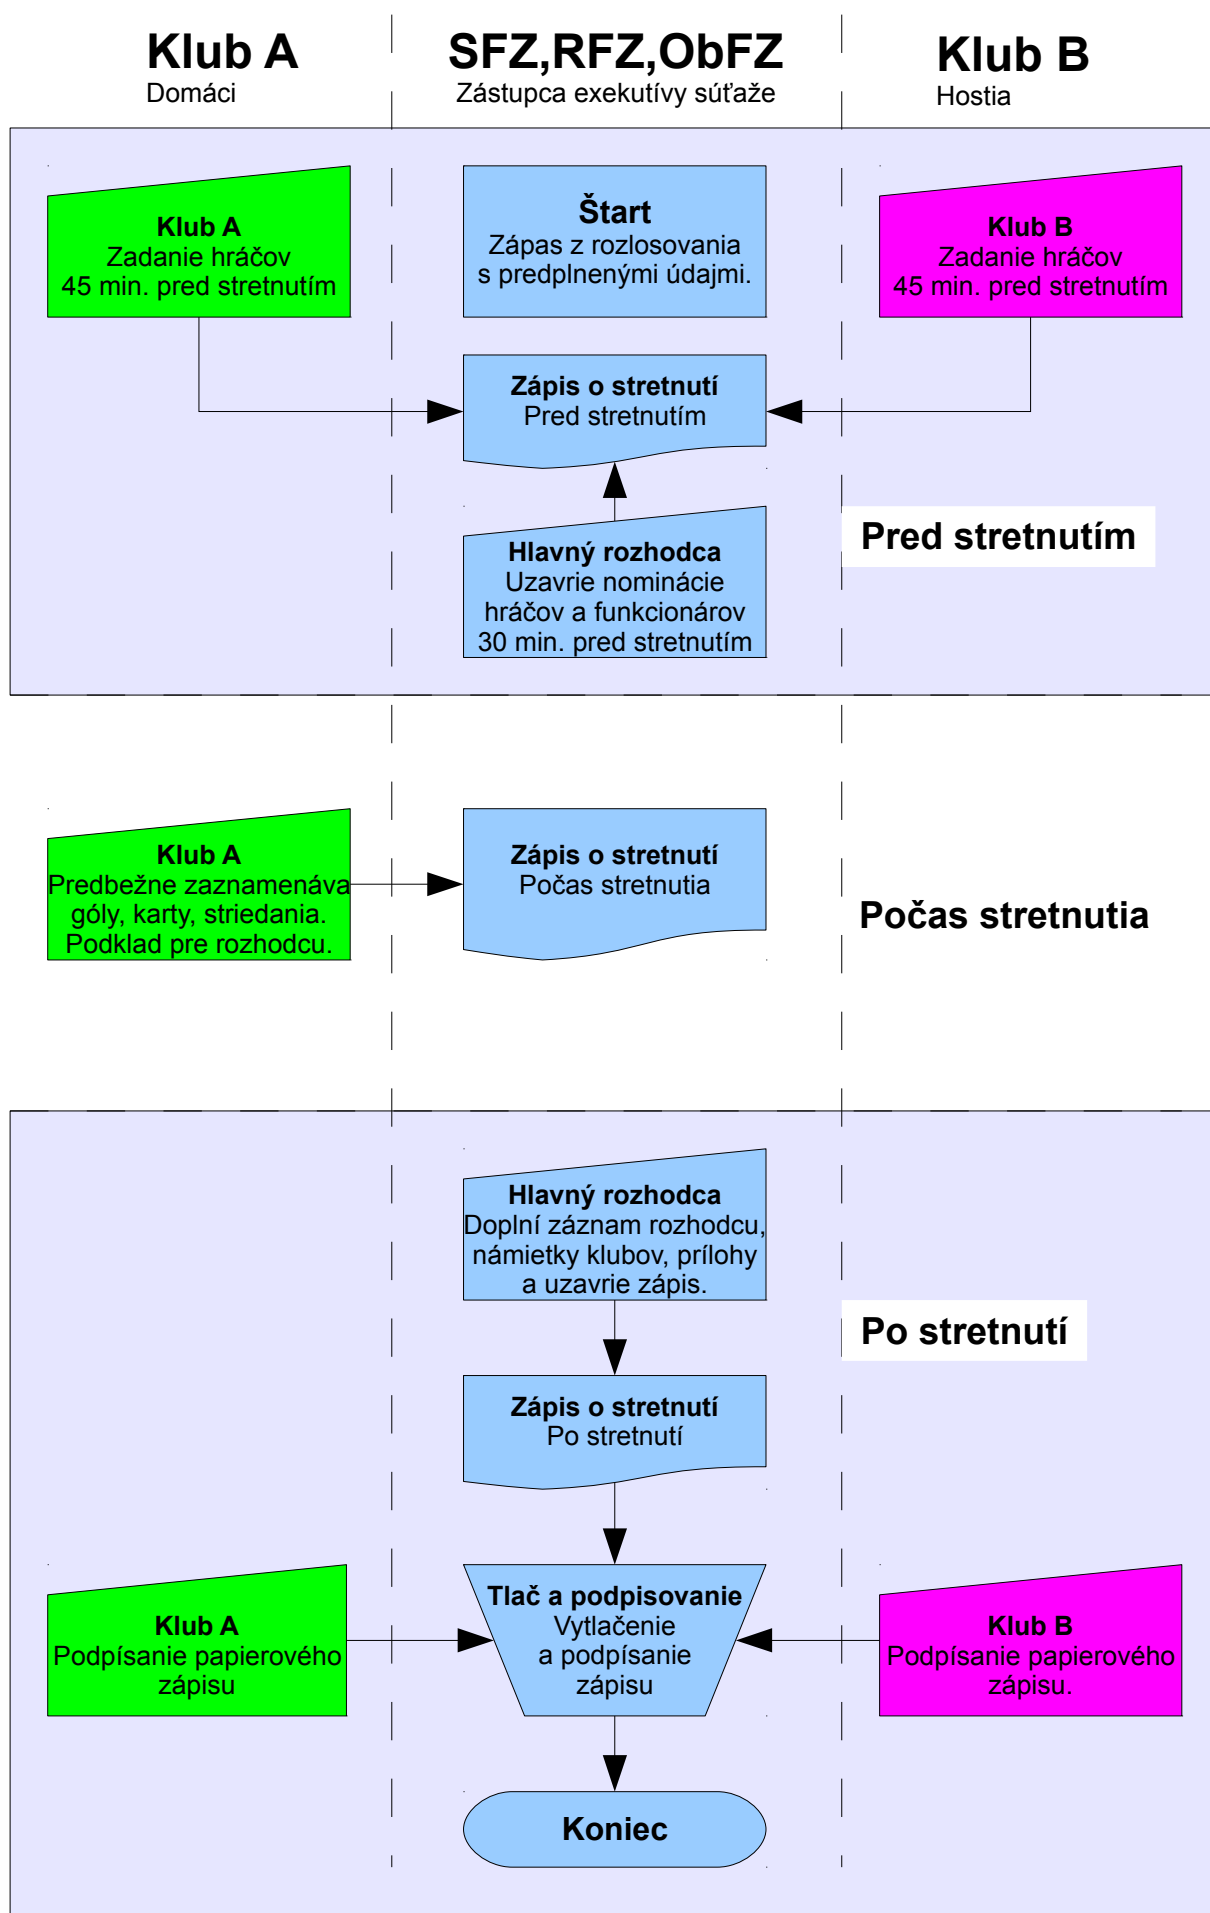 Klub A
Domáci
SFZ,RFZ,ObFZ
Zástupca exekutívy súťaže
Klub B
Hostia
Klub A
Zadanie hráčov
45 min. pred stretnutím
Štart
Zápas z rozlosovania
s predplnenými údajmi.
Klub B
Zadanie hráčov
45 min. pred stretnutím
Zápis o stretnutí
Pred stretnutím
Pred stretnutím
Hlavný rozhodca
Uzavrie nominácie
hráčov a funkcionárov
30 min. pred stretnutím
Klub A
Predbežne zaznamenáva
góly, karty, striedania.
Podklad pre rozhodcu.
Zápis o stretnutí
Počas stretnutia
Počas stretnutia
Hlavný rozhodca
Doplní záznam rozhodcu,
námietky klubov, prílohy
a uzavrie zápis.
Po stretnutí
Zápis o stretnutí
Po stretnutí
Klub A
Podpísanie papierového
zápisu
Tlač a podpisovanie
Vytlačenie
a podpísanie
zápisu
Klub B
Podpísanie papierového
zápisu.
Koniec